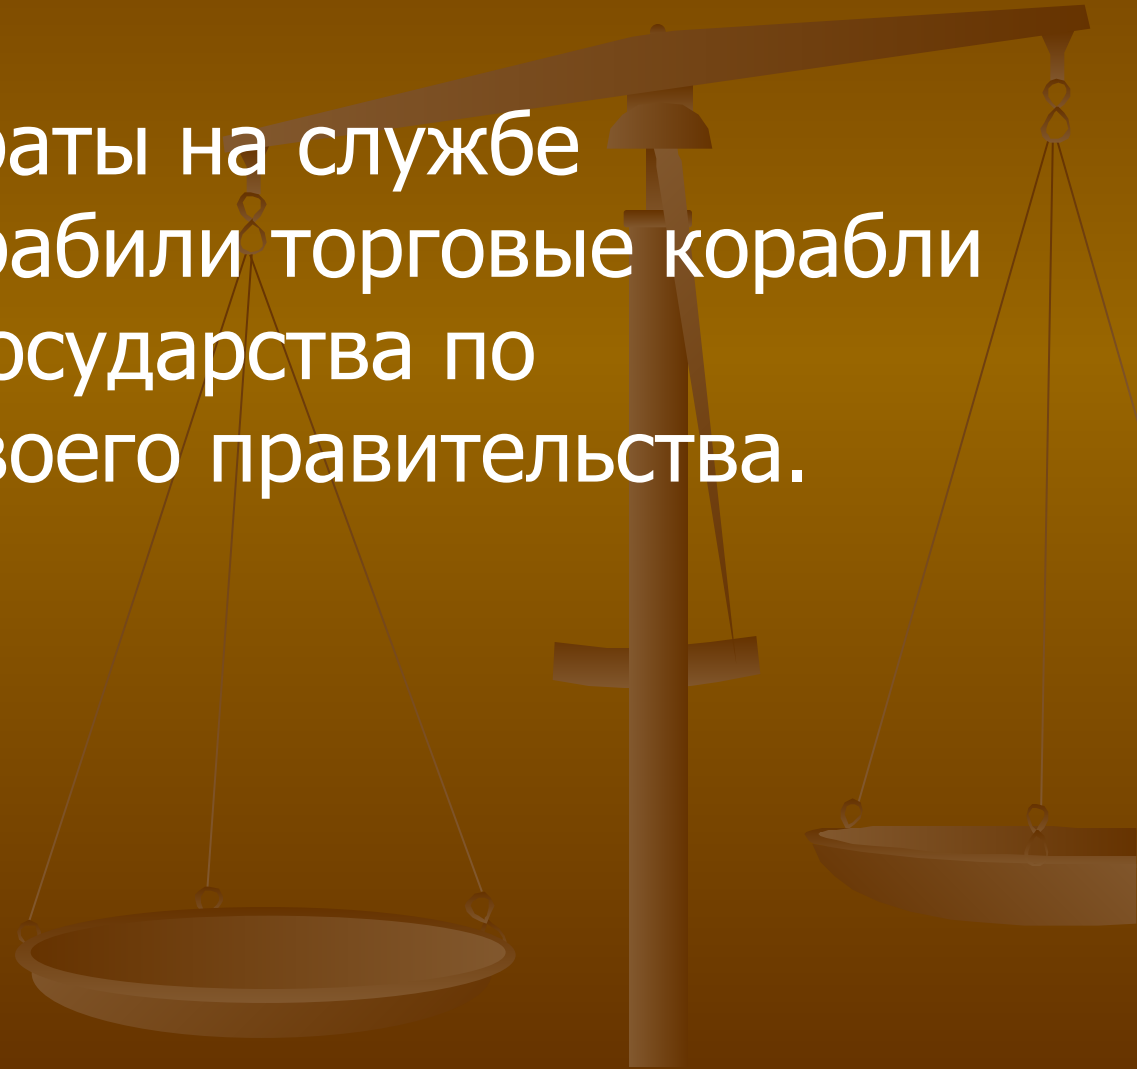 раты на службе
рабили торговые корабли
осударства по
воего правительства.